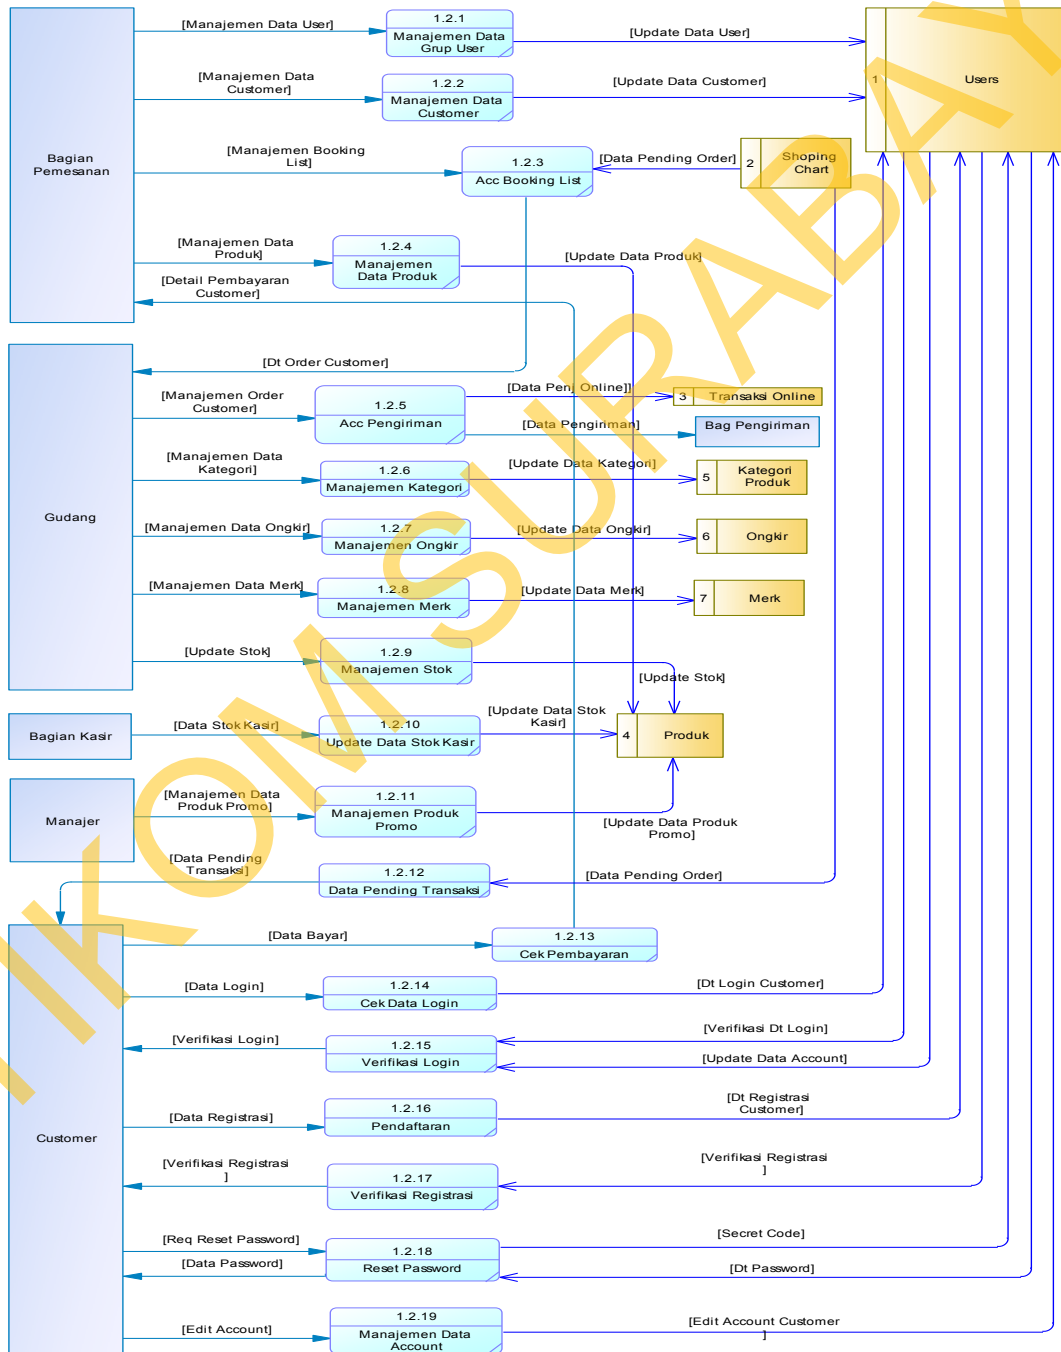 [Manajemen Data User]
1.2.1
Manajemen Data
Grup User
[Update Data User]
1
Users
[Manajemen Data
Customer]
1.2.2
Manajemen Data
Customer
[Update Data Customer]
Bagian
Pemesanan
[Manajemen Booking
List]
1.2.3
Acc Booking List
[Data Pending Order]
2
Shoping
Chart
[Manajemen Data
Produk]
1.2.4
Manajemen
Data Produk
[Update Data Produk]
[Detail Pembayaran
Customer]
[Dt Order Customer]
Gudang
[Manajemen Order
Customer]
1.2.5
Acc Pengiriman
[Data Penj Online]]
3
Transaksi Online
[Data Pengiriman]
Bag Pengiriman
[Manajemen Data
Kategori]
1.2.6
Manajemen Kategori
[Update Data Kategori]
5
Kategori
Produk
[Manajemen Data Ongkir]
1.2.7
Manajemen Ongkir
[Update Data Ongkir]
6
Ongkir
[Manajemen Data Merk]
1.2.8
Manajemen Merk
[Update Data Merk]
7
Merk
[Update Stok]
1.2.9
Manajemen Stok
[Update Stok]
Bagian Kasir
[Data Stok Kasir]
1.2.10
Update Data Stok Kasir
[Update Data Stok
Kasir]
4
Produk
Manajer
[Manajemen Data
Produk Promo]
1.2.11
Manajemen Produk
Promo
[Update Data Produk
Promo]
[Data Pending
Transaksi]
1.2.12
Data Pending Transaksi
[Data Pending Order]
Customer
[Data Bayar]
1.2.13
Cek Pembayaran
[Data Login]
1.2.14
Cek Data Login
[Dt Login Customer]
[Verifikasi Login]
1.2.15
Verifikasi Login
[Verifikasi Dt Login]
[Update Data Account]
[Data Registrasi]
1.2.16
Pendaftaran
[Dt Registrasi
Customer]
[Verifikasi Registrasi
]
1.2.17
Verifikasi Registrasi
[Verifikasi Registrasi
]
[Req Reset Password]
1.2.18
Reset Password
[Secret Code]
[Data Password]
[Dt Password]
[Edit Account]
1.2.19
Manajemen Data
Account
[Edit Account Customer
]
IKOM SURABAY